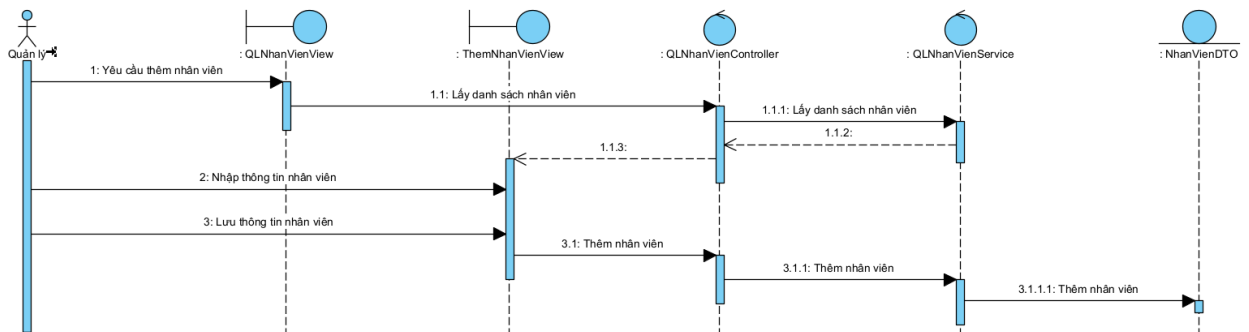 Quản lý
: QLNhanVienView
: ThemNhanVienView
: QLNhanVienController
: QLNhanVienService
: NhanVienDTO
1: Yêu cầu thêm nhân viên
1.1: Lấy danh sách nhân viên
1.1.1: Lấy danh sách nhân viên
1.1.2:
1.1.3:
2: Nhập thông tin nhân viên
3: Lưu thông tin nhân viên
3.1: Thêm nhân viên
3.1.1: Thêm nhân viên
3.1.1.1: Thêm nhân viên